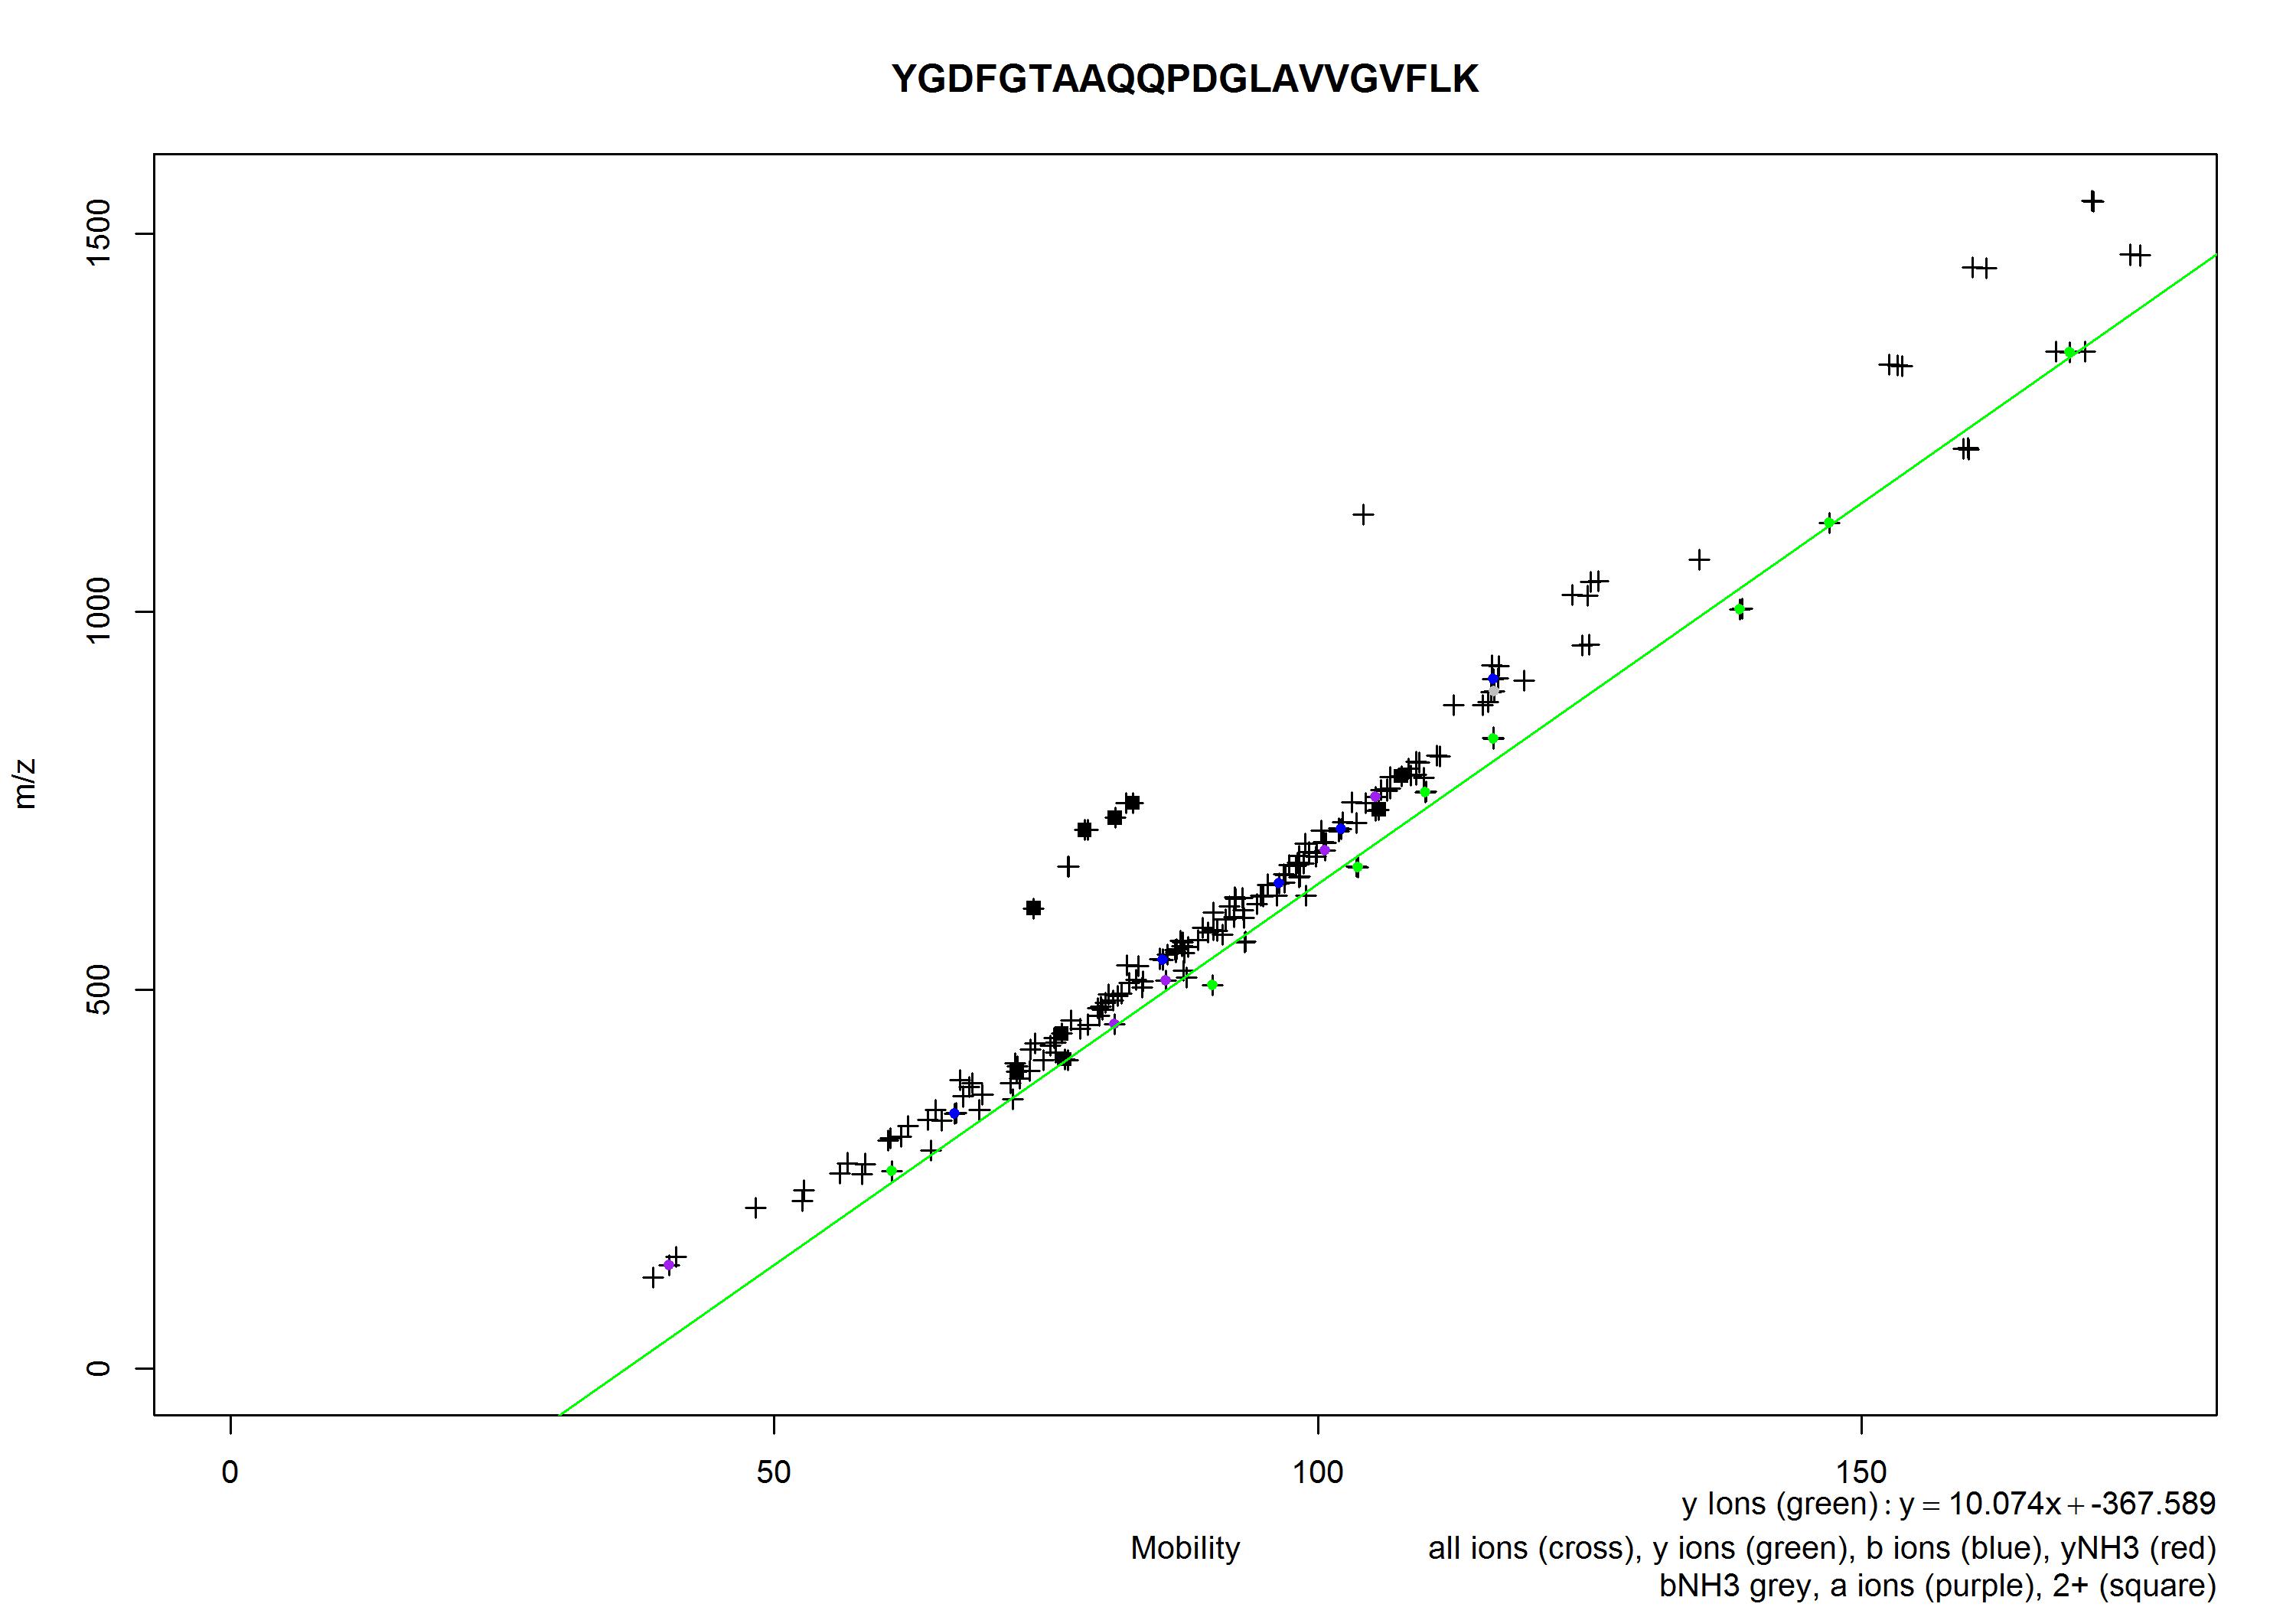 YGDFGTAAQQPDGLAVVGVFLK
1500
1000
500
0
m/z
0 50 100 150
y Ions (green) : y = 10.074x + -367.589
Mobility
all ions (cross), y ions (green), b ions (blue), yNH3 (red)
bNH3 grey, a ions (purple), 2+ (square)